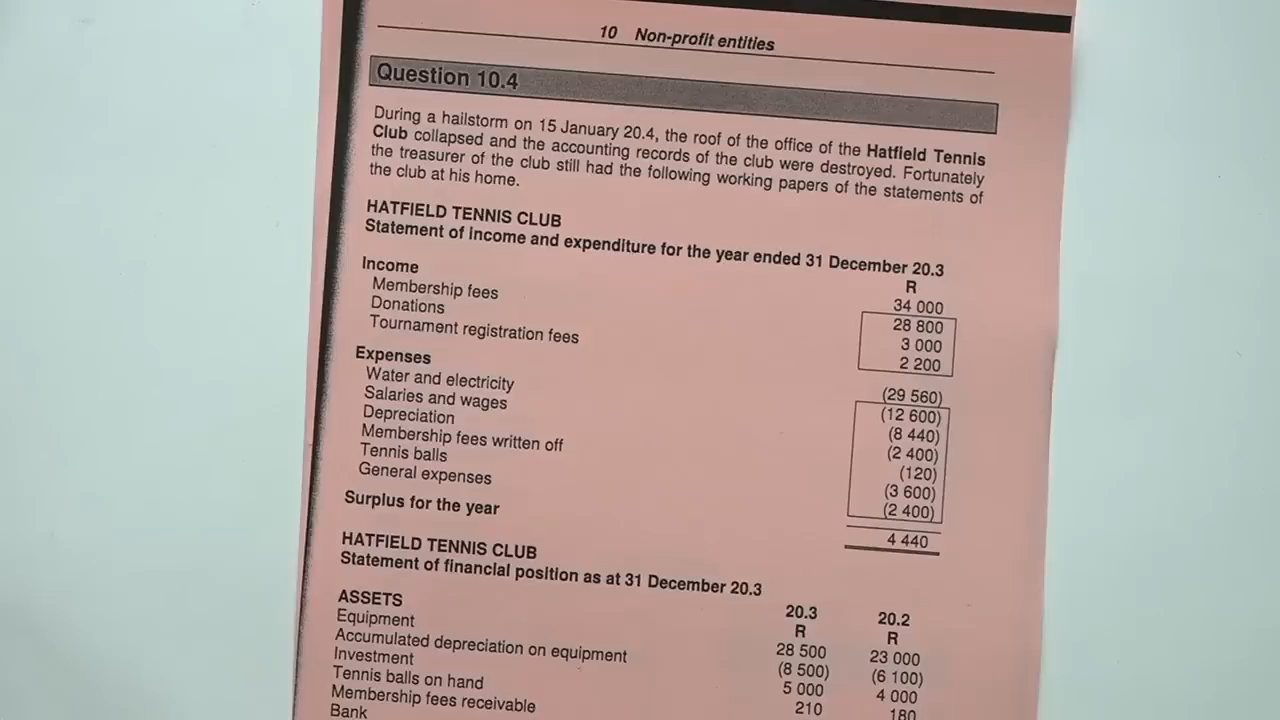 10 Non-profit entities
Question 10.4
During a hailstorm on 15 January 20.4, the roof of the office of the Hatfield Tennis
Club collapsed and the accounting records of the club were destroyed. Fortunately
the treasurer of the club still had the following working papers of the statements of
the club at his home.
HATFIELD TENNIS CLUB
Statement of income and expenditure for the year ended 31 December 20.3
R
Income 34 000
Membership fees 28 800
Donations 3 000
Tournament registration fees 2 200
Expenses (29 560)
Water and electricity (12 600)
Salaries and wages (8 440)
Depreciation (2 400)
Membership fees written off (120)
Tennis balls (3 600)
General expenses (2 400)
Surplus for the year 4 440
HATFIELD TENNIS CLUB
Statement of financial position as at 31 December 20.3
20.3 20.2
ASSETS R R
Equipment 28 500 23 000
Accumulated depreciation on equipment (8 500) (6 100)
Investment 5 000 4 000
Tennis balls on hand 210 180
Membership fees receivable
Bank